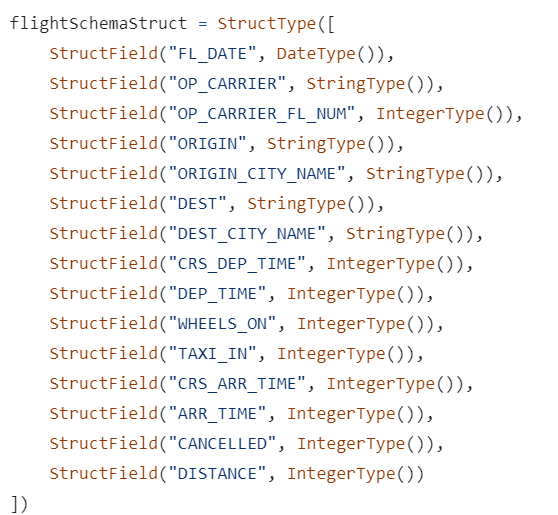 flightSchemaStruct = StructType([
    StructField("FL_DATE", DateType()),
    StructField("OP_CARRIER", StringType()),
    StructField("OP_CARRIER_FL_NUM", IntegerType()),
    StructField("ORIGIN", StringType()),
    StructField("ORIGIN_CITY_NAME", StringType()),
    StructField("DEST", StringType()),
    StructField("DEST_CITY_NAME", StringType()),
    StructField("CRS_DEP_TIME", IntegerType()),
    StructField("DEP_TIME", IntegerType()),
    StructField("WHEELS_ON", IntegerType()),
    StructField("TAXI_IN", IntegerType()),
    StructField("CRS_ARR_TIME", IntegerType()),
    StructField("ARR_TIME", IntegerType()),
    StructField("CANCELLED", IntegerType()),
    StructField("DISTANCE", IntegerType())
])